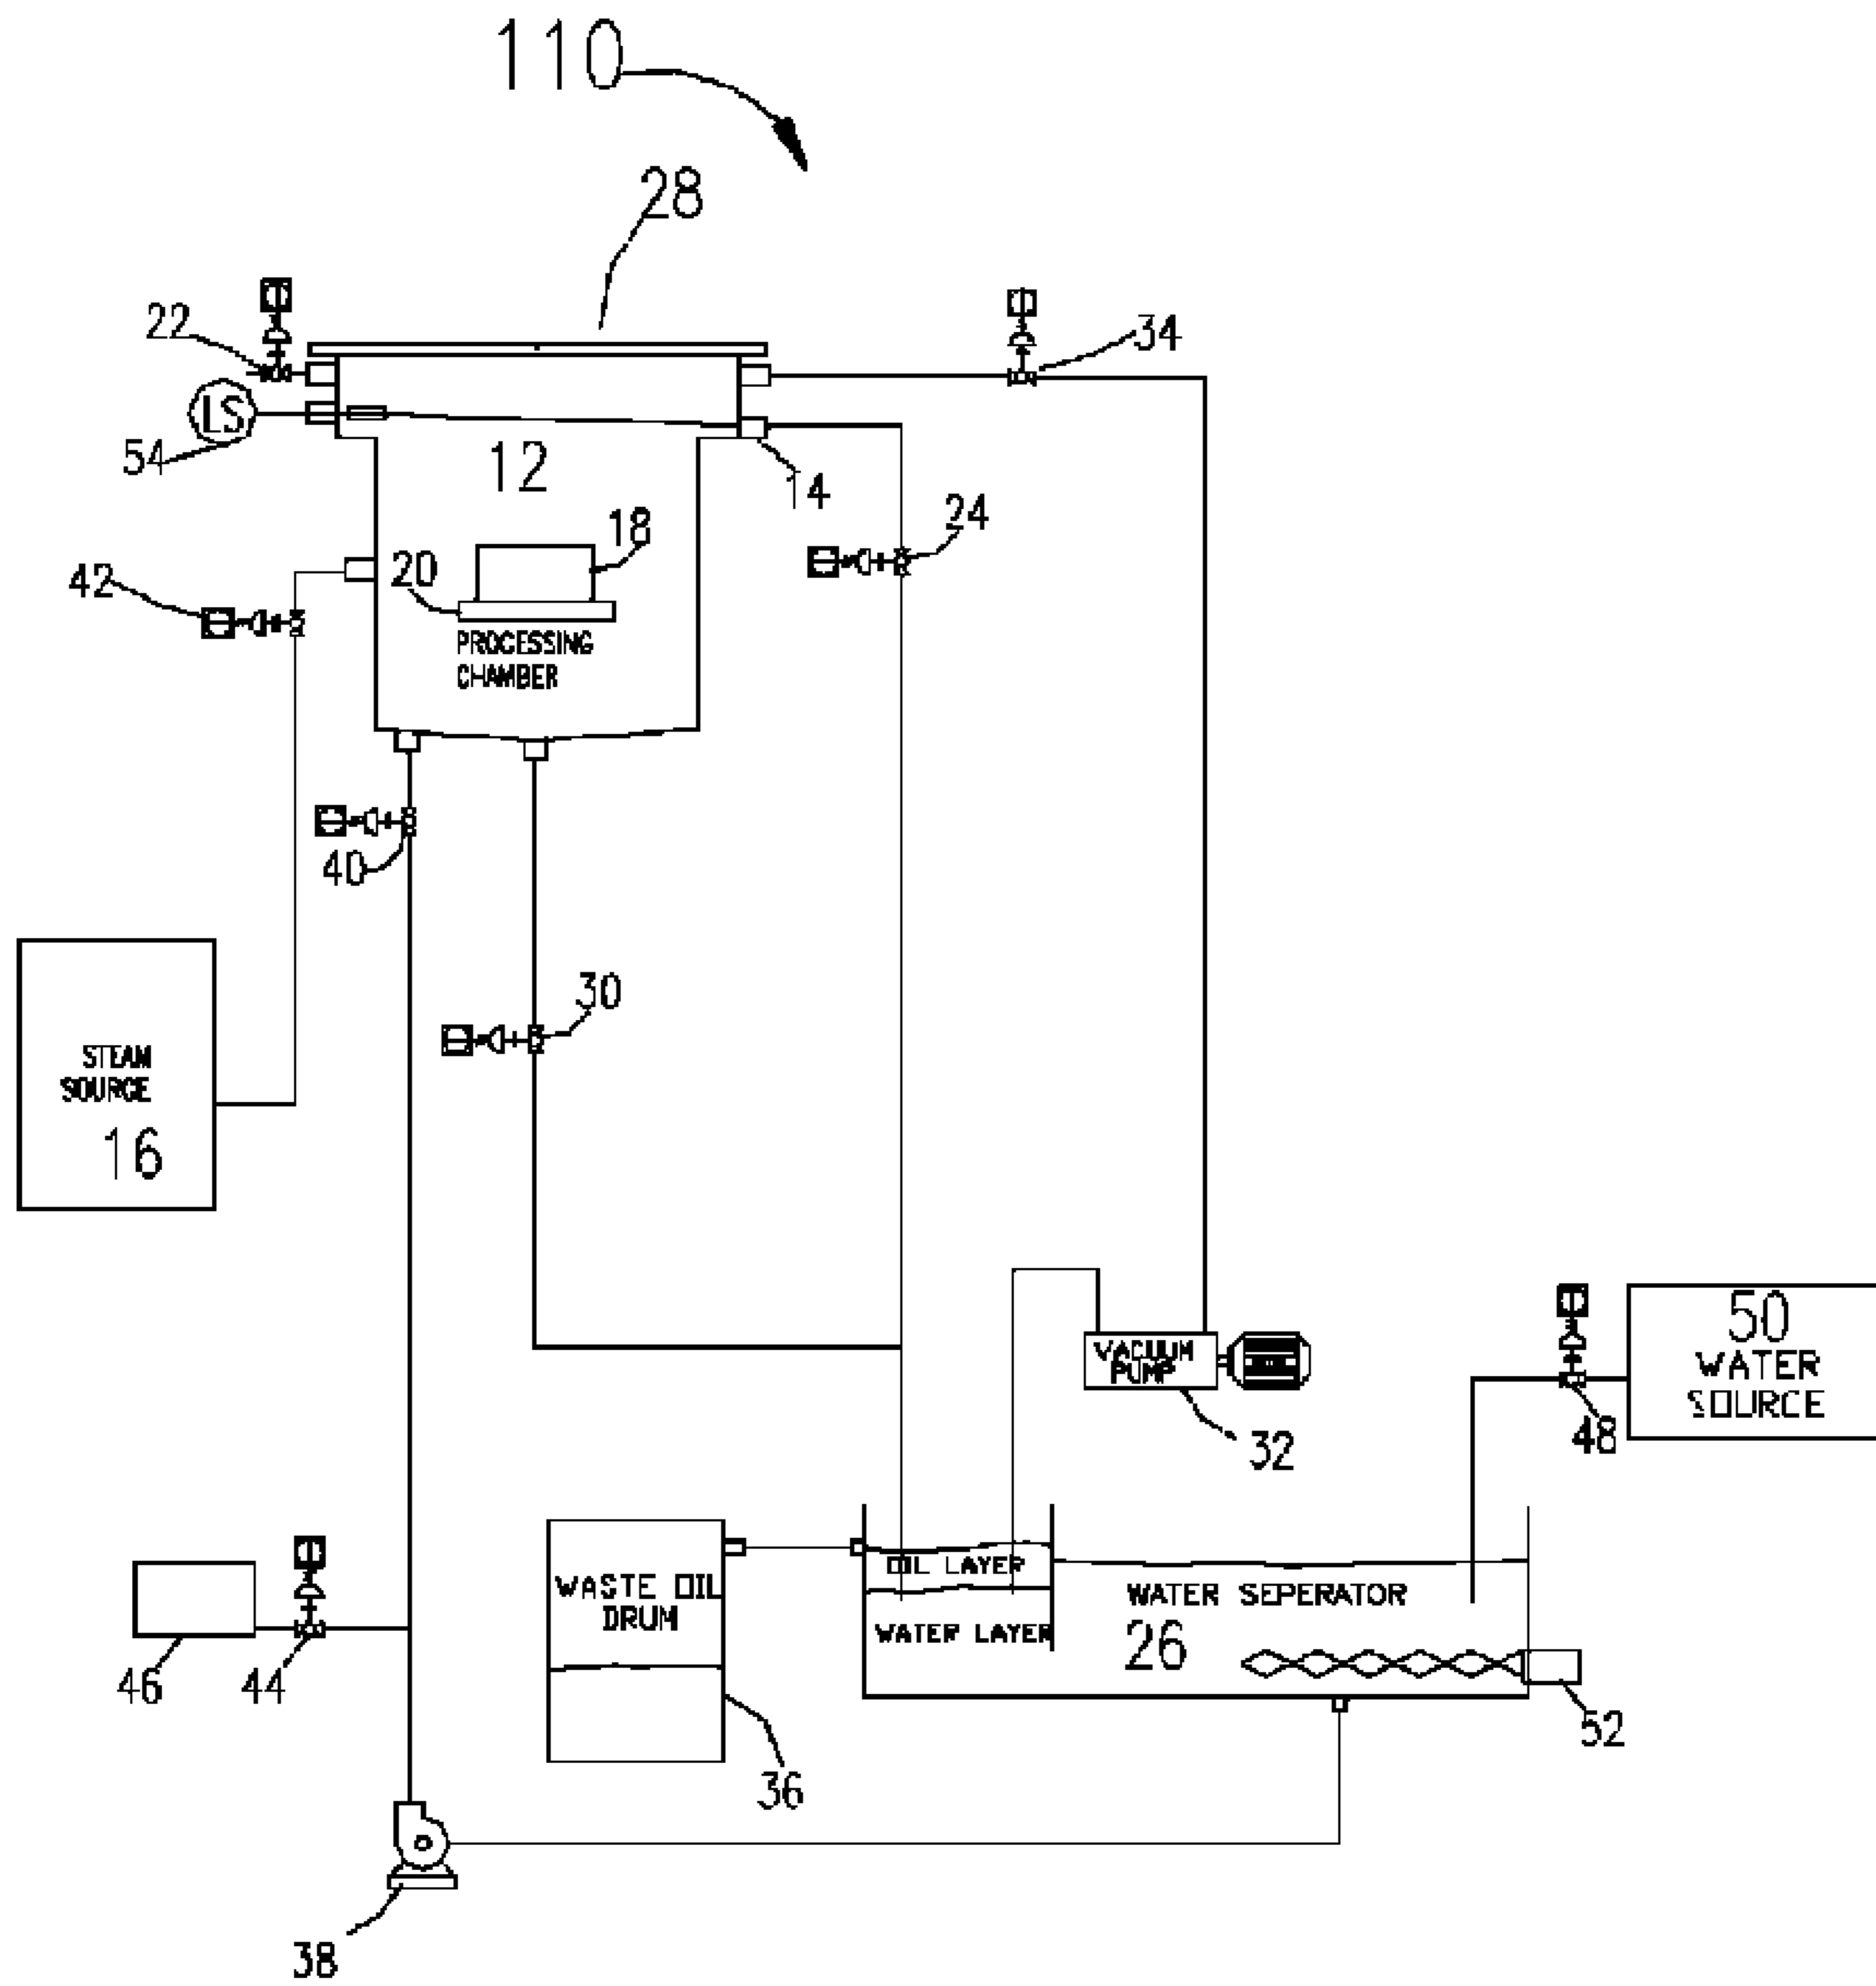 110
28
22
34
LS
54
12
14
24
18
20
42
PROCESSING
CHAMBER
40
30
STEAM
SOURCE
16
50
WATER
SOURCE
VACUUM
PUMP
48
32
OIL LAYER
WASTE OIL
DRUM
WATER SEPERATOR
WATER LAYER
26
46
44
52
36
38